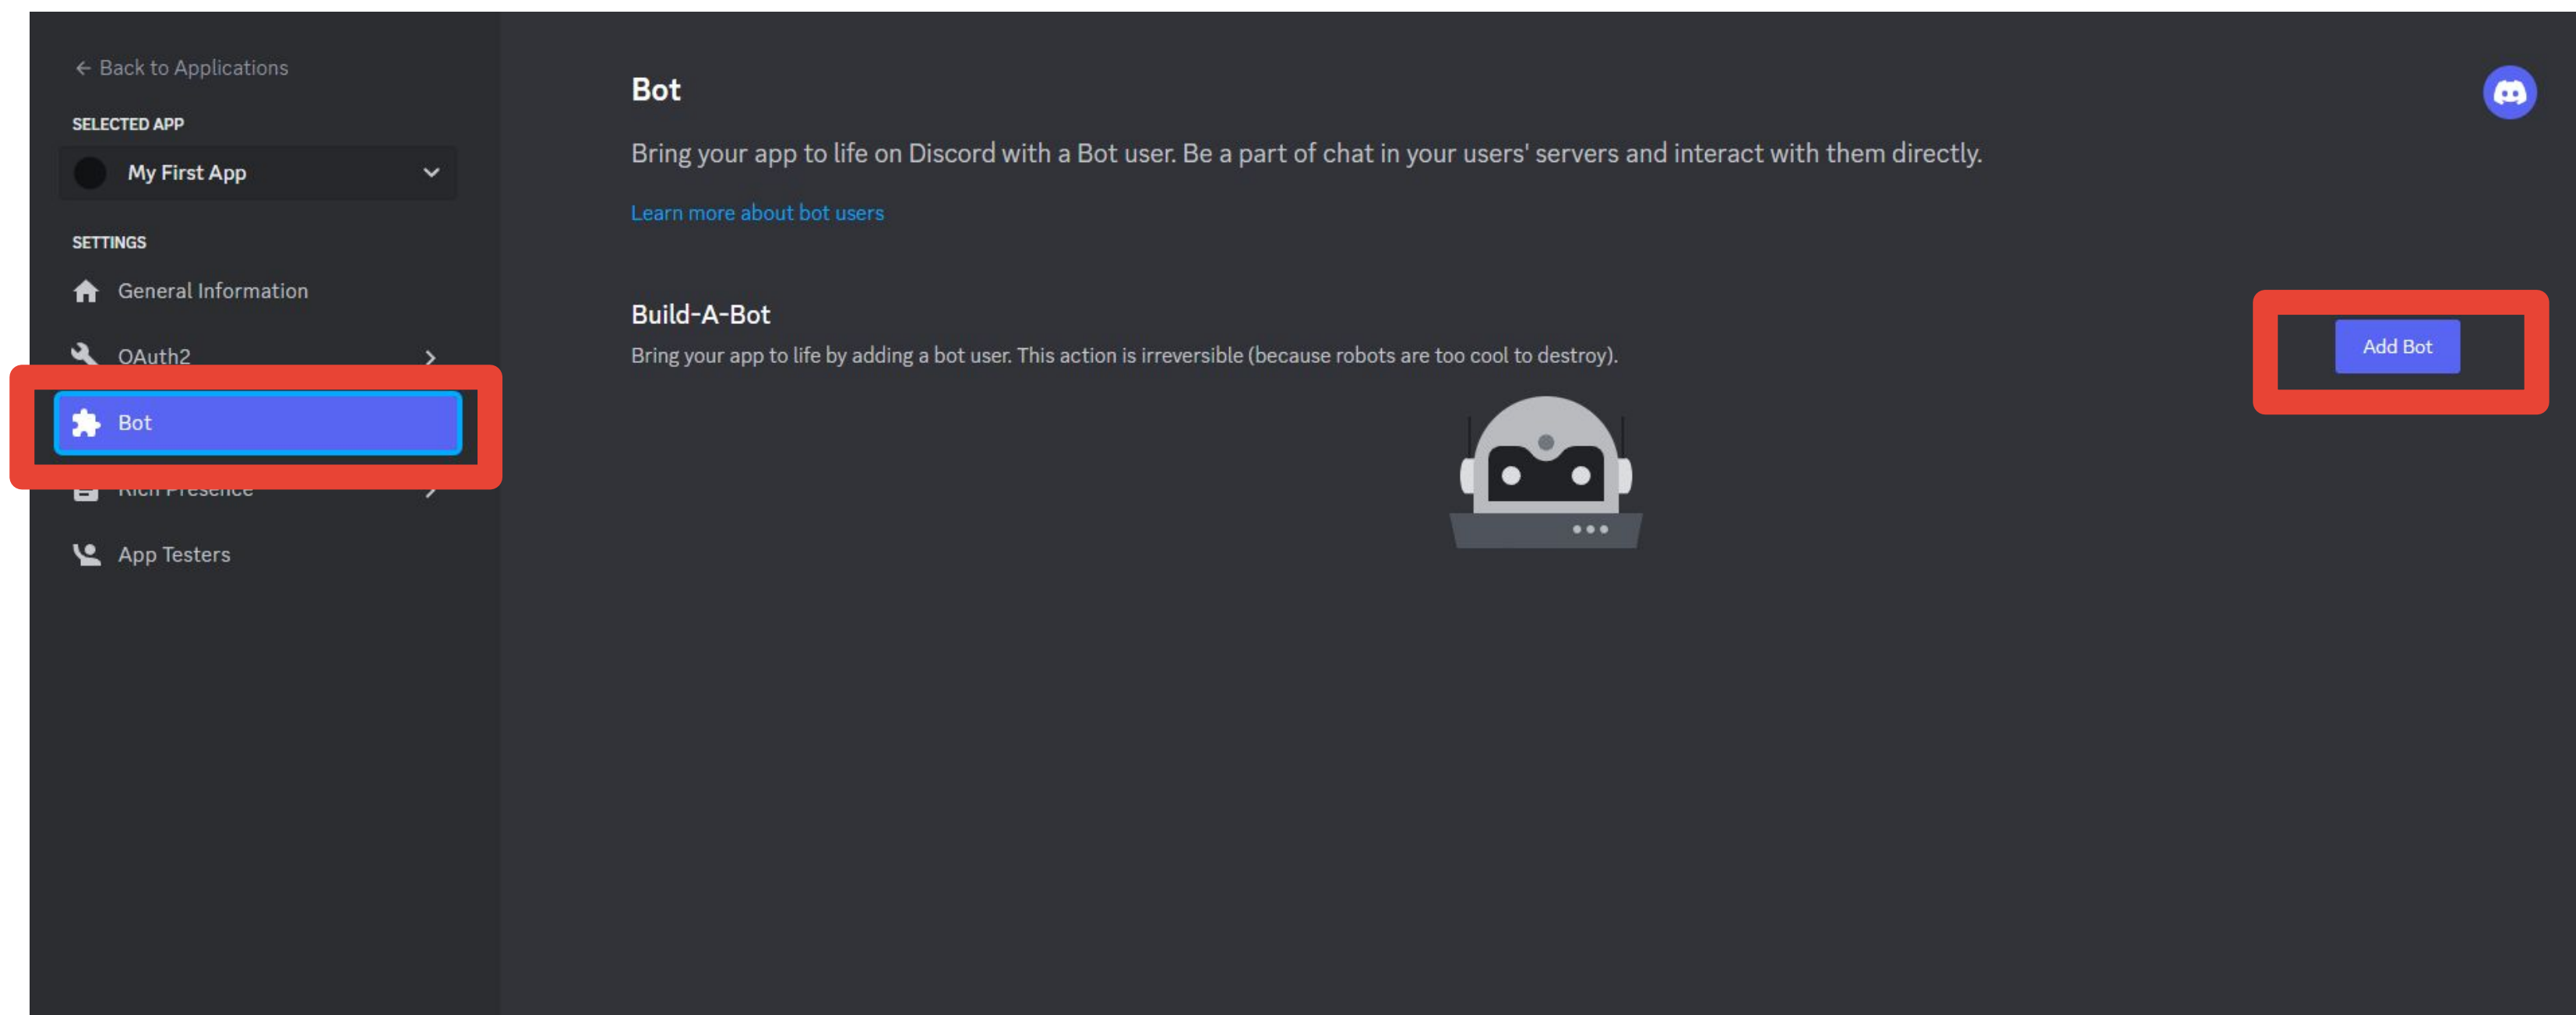 ← Back to Applications
SELECTED APP
My First App
SETTINGS
General Information
OAuth2
Bot
Rich Presence
App Testers
Bot
Bring your app to life on Discord with a Bot user. Be a part of chat in your users' servers and interact with them directly.
Learn more about bot users
Build-A-Bot
Bring your app to life by adding a bot user. This action is irreversible (because robots are too cool to destroy).
Add Bot